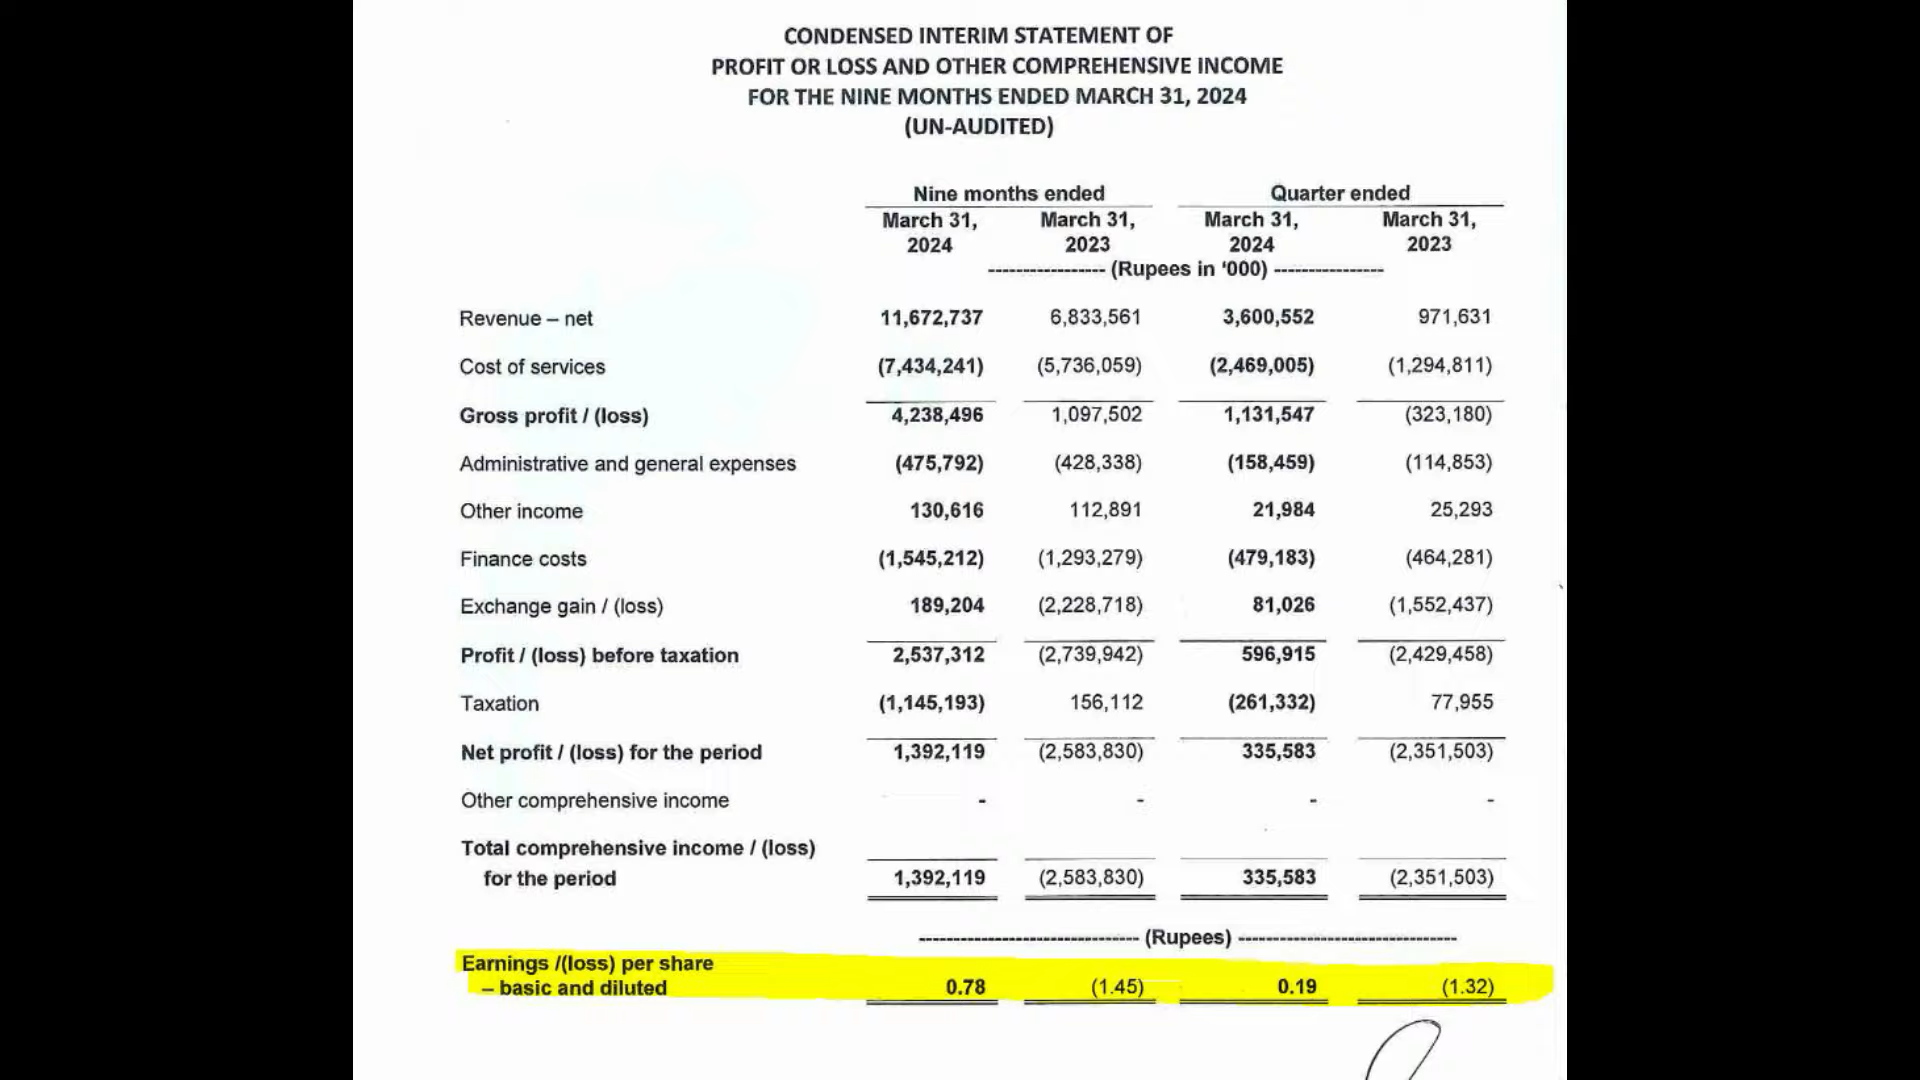 CONDENSED INTERIM STATEMENT OF
PROFIT OR LOSS AND OTHER COMPREHENSIVE INCOME
FOR THE NINE MONTHS ENDED MARCH 31, 2024
(UN-AUDITED)
Nine months ended Quarter ended
March 31, March 31, March 31, March 31,
2024 2023 2024 2023
----------------- (Rupees in ‘000) ----------------
Revenue – net 11,672,737 6,833,561 3,600,552 971,631
Cost of services (7,434,241) (5,736,059) (2,469,005) (1,294,811)
Gross profit / (loss) 4,238,496 1,097,502 1,131,547 (323,180)
Administrative and general expenses (475,792) (428,338) (158,459) (114,853)
Other income 130,616 112,891 21,984 25,293
Finance costs (1,545,212) (1,293,279) (479,183) (464,281)
Exchange gain / (loss) 189,204 (2,228,718) 81,026 (1,552,437)
Profit / (loss) before taxation 2,537,312 (2,739,942) 596,915 (2,429,458)
Taxation (1,145,193) 156,112 (261,332) 77,955
Net profit / (loss) for the period 1,392,119 (2,583,830) 335,583 (2,351,503)
Other comprehensive income - - - -
Total comprehensive income / (loss)
for the period 1,392,119 (2,583,830) 335,583 (2,351,503)
-------------------------------- (Rupees) --------------------------------
Earnings /(loss) per share
– basic and diluted 0.78 (1.45) 0.19 (1.32)